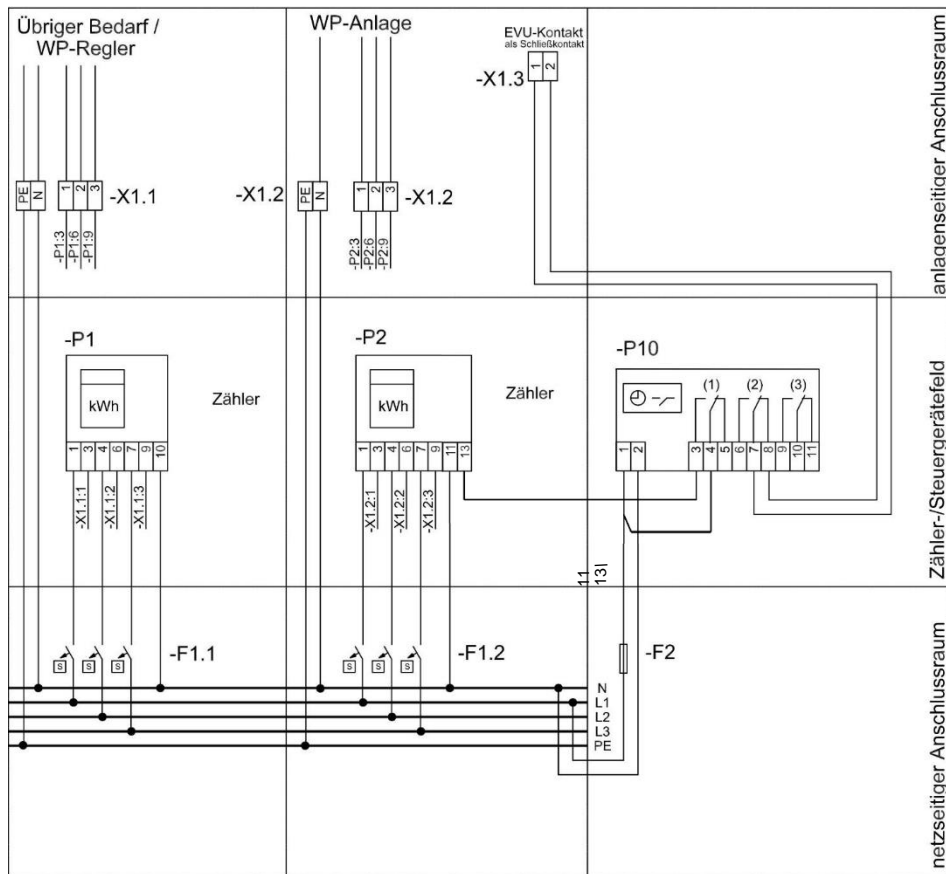 Übriger Bedarf /
WP-Regler
WP-Anlage
EVU-Kontakt
als Schließkontakt
1 2
-X1.3
anlagenseitiger Anschlussraum
PE N
1 2 3
-X1.1
-X1.2
PE N
1 2 3
-X1.2
-P1:3
-P1:6
-P1:9
-P2:3
-P2:6
-P2:9
-P1
kWh
Zähler
1 3 4 6 7 9 10
-X1.1:1
-X1.1:2
-X1.1:3
-P2
kWh
Zähler
1 3 4 6 7 9 11 13
-X1.2:1
-X1.2:2
-X1.2:3
-P10
(1) (2) (3)
1 2
3 4 5 6 7 8 9 10 11
Zähler-/Steuergerätefeld
11
13l
S S S
-F1.1
S S S
-F1.2
-F2
N
L1
L2
L3
PE
netzseitiger Anschlussraum